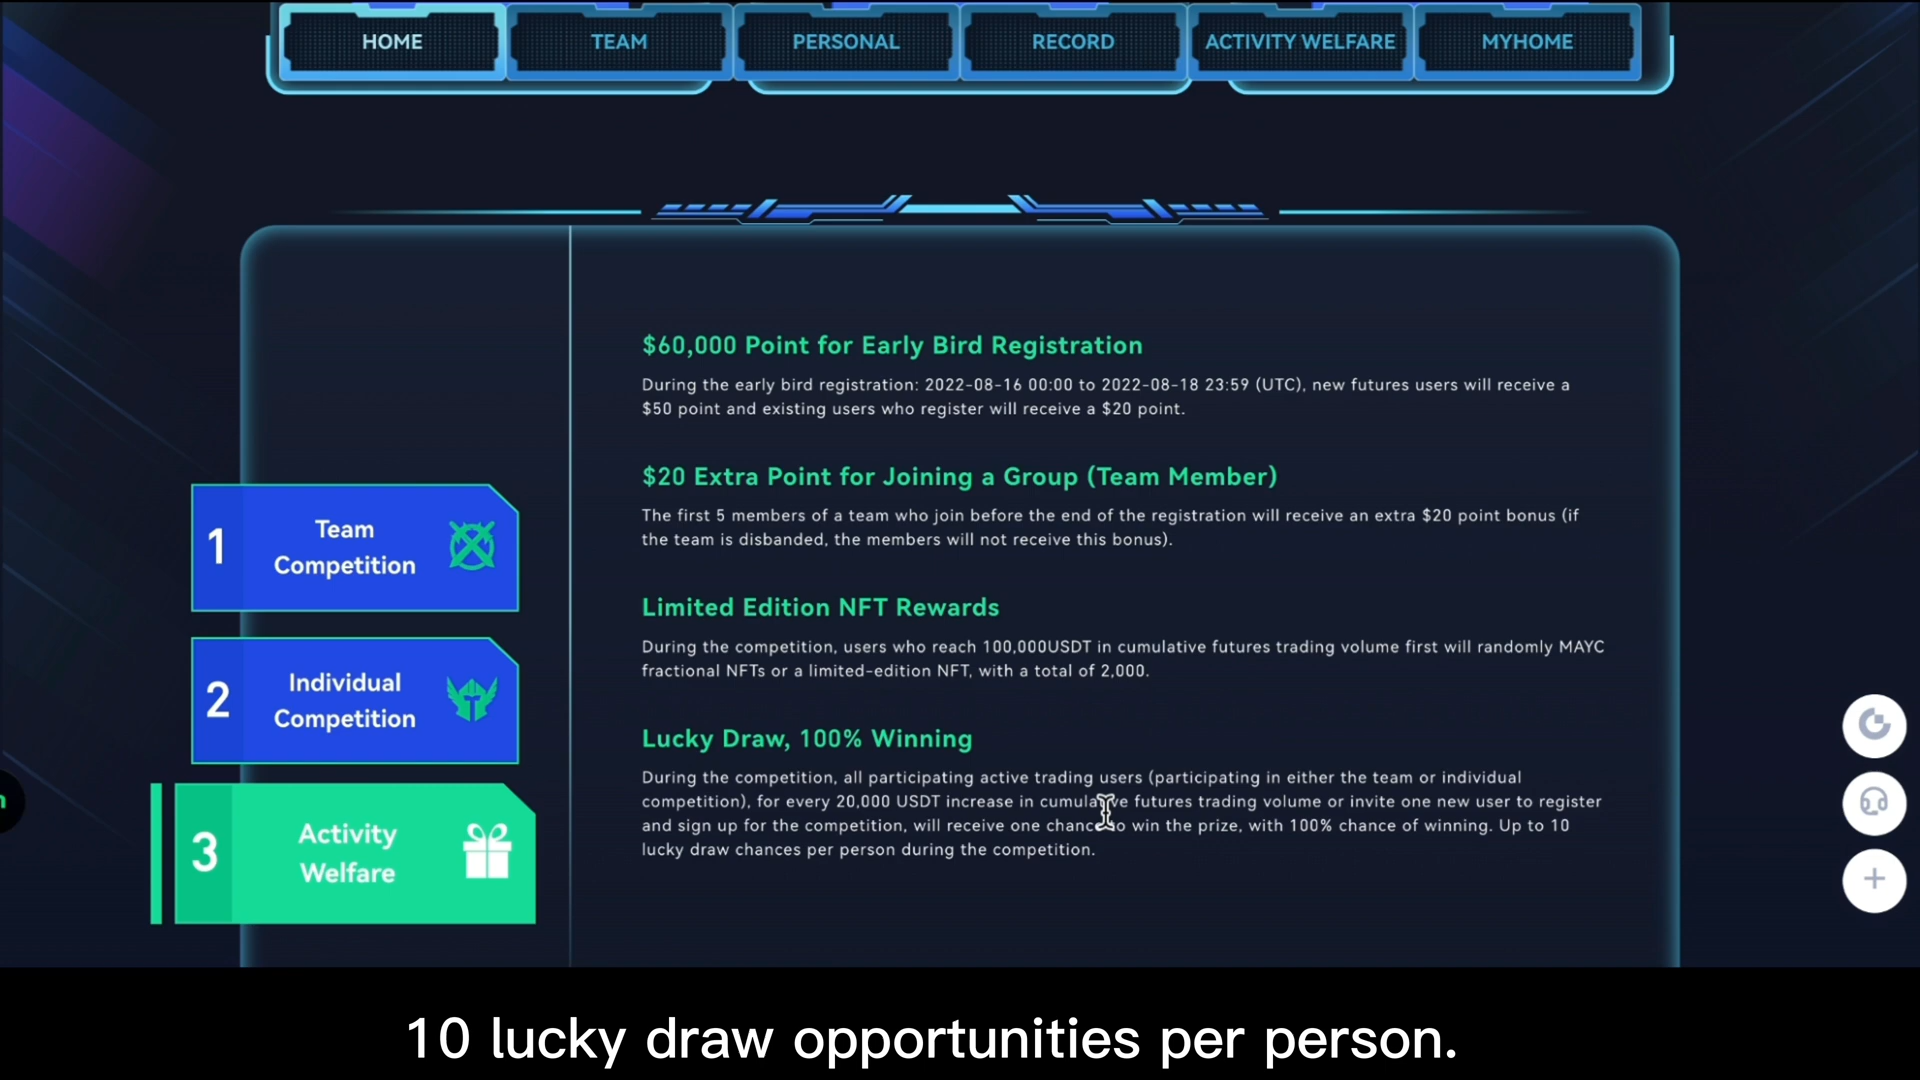 HOME
TEAM
PERSONAL
RECORD
ACTIVITY WELFARE
MYHOME
$60,000 Point for Early Bird Registration
During the early bird registration: 2022-08-16 00:00 to 2022-08-18 23:59 (UTC), new futures users will receive a
$50 point and existing users who register will receive a $20 point.
$20 Extra Point for Joining a Group (Team Member)
The first 5 members of a team who join before the end of the registration will receive an extra $20 point bonus (if
the team is disbanded, the members will not receive this bonus).
Limited Edition NFT Rewards
During the competition, users who reach 100,000USDT in cumulative futures trading volume first will randomly MAYC
fractional NFTs or a limited-edition NFT, with a total of 2,000.
Lucky Draw, 100% Winning
During the competition, all participating active trading users (participating in either the team or individual
competition), for every 20,000 USDT increase in cumulative futures trading volume or invite one new user to register
and sign up for the competition, will receive one chance to win the prize, with 100% chance of winning. Up to 10
lucky draw chances per person during the competition.
1
Team
Competition
2
Individual
Competition
3
Activity
Welfare
10 lucky draw opportunities per person.